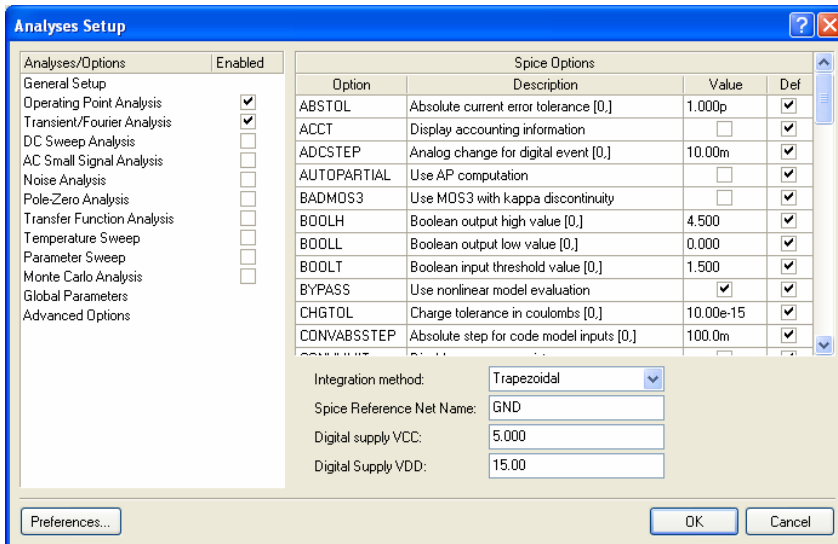 Analyses Setup
Analyses/Options Enabled
General Setup
Operating Point Analysis
Transient/Fourier Analysis
DC Sweep Analysis
AC Small Signal Analysis
Noise Analysis
Pole-Zero Analysis
Transfer Function Analysis
Temperature Sweep
Parameter Sweep
Monte Carlo Analysis
Global Parameters
Advanced Options
Spice Options
Option Description Value Def
ABSTOL Absolute current error tolerance [0,] 1.000p
ACCT Display accounting information
ADCSTEP Analog change for digital event [0,] 10.00m
AUTOPARTIAL Use AP computation
BADMOS3 Use MOS3 with kappa discontinuity
BOOLH Boolean output high value [0,] 4.500
BOOLL Boolean output low value [0,] 0.000
BOOLT Boolean input threshold value [0,] 1.500
BYPASS Use nonlinear model evaluation
CHGTOL Charge tolerance in coulombs [0,] 10.00e-15
CONVABSSTEP Absolute step for code model inputs [0,] 100.0m
Integration method: Trapezoidal
Spice Reference Net Name: GND
Digital supply VCC: 5.000
Digital Supply VDD: 15.00
Preferences... OK Cancel